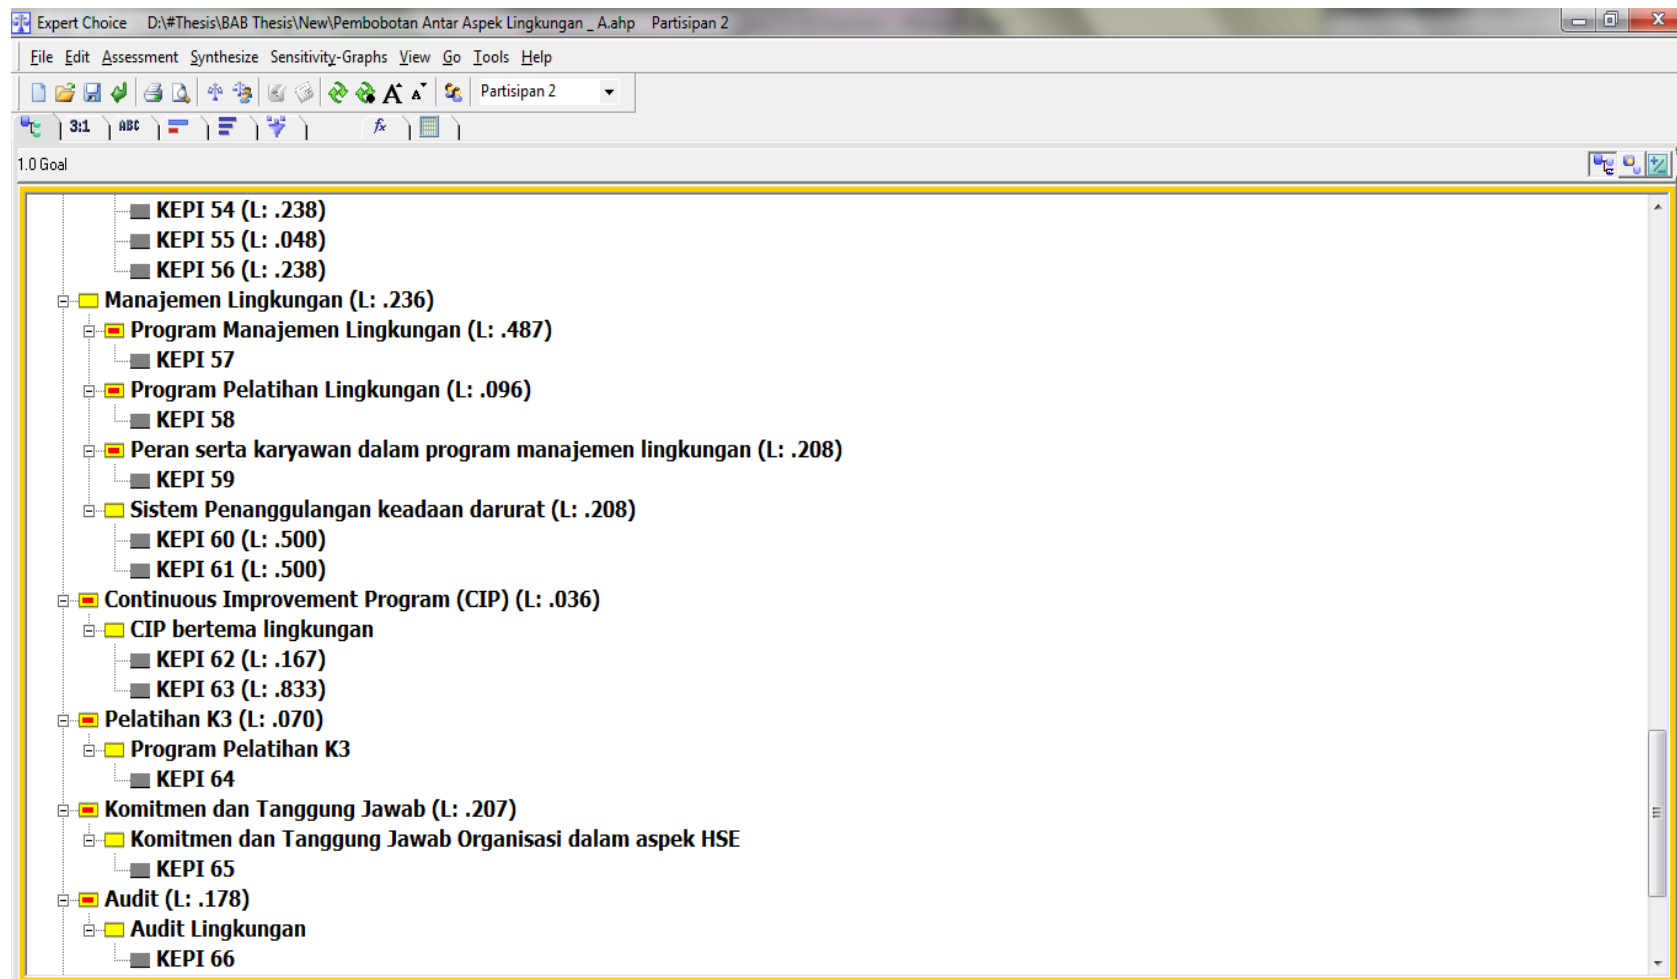 Expert Choice D:\#Thesis\BAB Thesis\New\Pembobotan Antar Aspek Lingkungan _ A.ahp Partisipan 2
File Edit Assessment Synthesize Sensitivity-Graphs View Go Tools Help
Partisipan 2
3:1 ABC fx
1.0 Goal
KEPI 54 (L: .238)
KEPI 55 (L: .048)
KEPI 56 (L: .238)
Manajemen Lingkungan (L: .236)
Program Manajemen Lingkungan (L: .487)
KEPI 57
Program Pelatihan Lingkungan (L: .096)
KEPI 58
Peran serta karyawan dalam program manajemen lingkungan (L: .208)
KEPI 59
Sistem Penanggulangan keadaan darurat (L: .208)
KEPI 60 (L: .500)
KEPI 61 (L: .500)
Continuous Improvement Program (CIP) (L: .036)
CIP bertema lingkungan
KEPI 62 (L: .167)
KEPI 63 (L: .833)
Pelatihan K3 (L: .070)
Program Pelatihan K3
KEPI 64
Komitmen dan Tanggung Jawab (L: .207)
Komitmen dan Tanggung Jawab Organisasi dalam aspek HSE
KEPI 65
Audit (L: .178)
Audit Lingkungan
KEPI 66